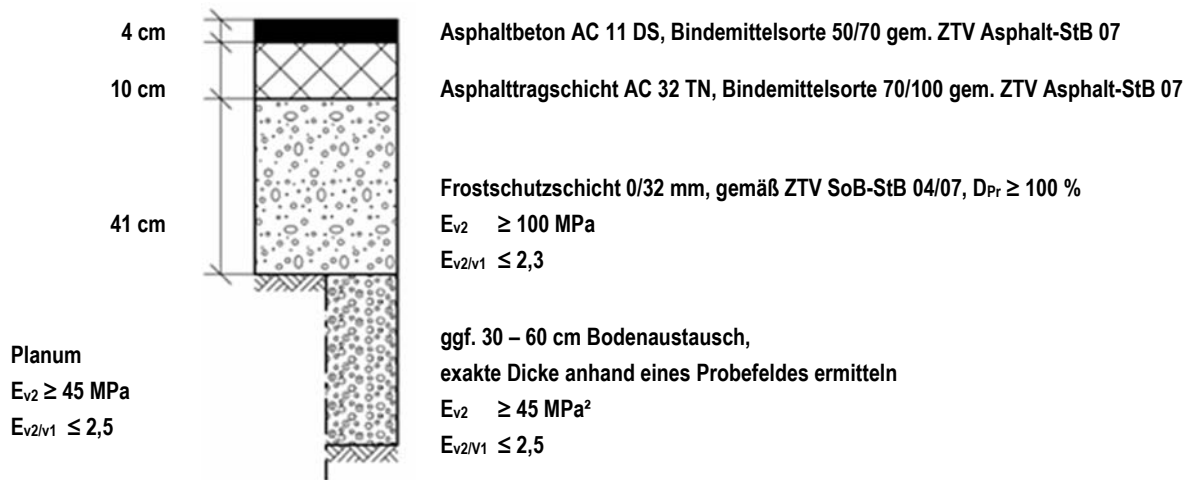 4 cm Asphaltbeton AC 11 DS, Bindemittelsorte 50/70 gem. ZTV Asphalt-StB 07
10 cm Asphalttragschicht AC 32 TN, Bindemittelsorte 70/100 gem. ZTV Asphalt-StB 07
41 cm
Frostschutzschicht 0/32 mm, gemäß ZTV SoB-StB 04/07, DPr ≥ 100 %
Ev2 ≥ 100 MPa
Ev2/v1 ≤ 2,3
Planum
Ev2 ≥ 45 MPa
Ev2/v1 ≤ 2,5
ggf. 30 – 60 cm Bodenaustausch,
exakte Dicke anhand eines Probefeldes ermitteln
Ev2 ≥ 45 MPa²
Ev2/V1 ≤ 2,5